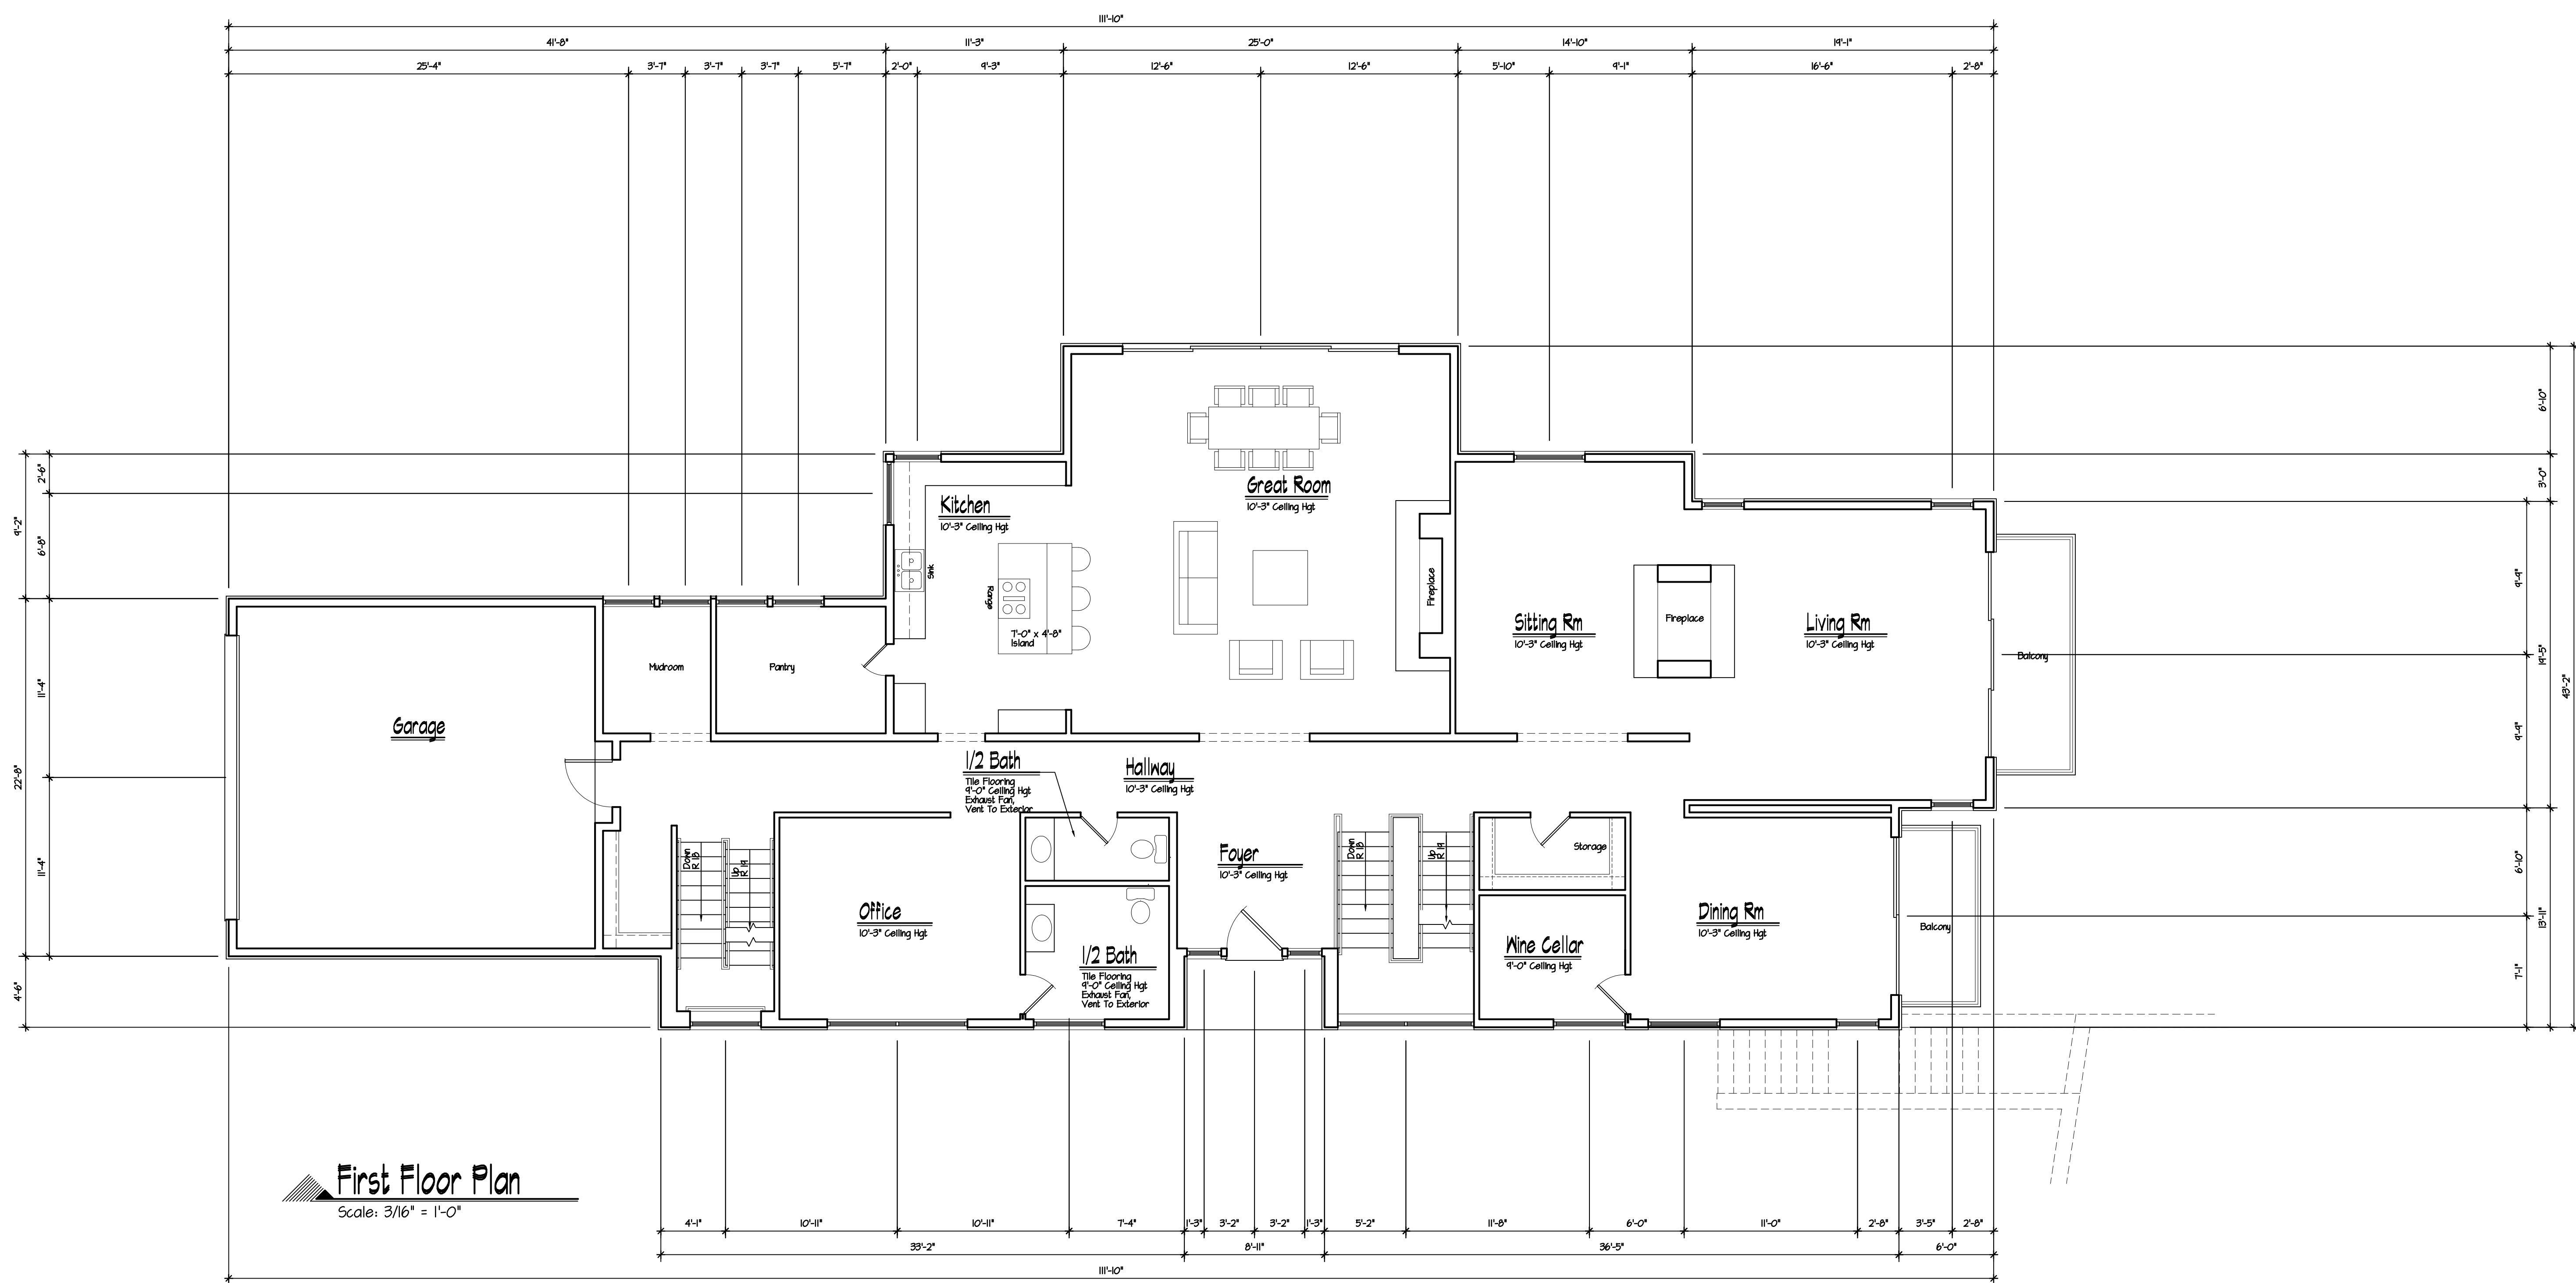 111'-10"
41'-8" 11'-3" 25'-0" 14'-10" 19'-1"
25'-4" 3'-7" 3'-7" 3'-7" 5'-7" 2'-0" 9'-3" 12'-6" 12'-6" 5'-10" 9'-1" 16'-6" 2'-8"
2'-6"
9'-2"
6'-8"
11'-4"
22'-8"
11'-4"
4'-6"
6'-10"
3'-0"
9'-9"
19'-5"
43'-2"
9'-9"
6'-10"
13'-11"
7'-1"
Kitchen
10'-3" Ceiling Hgt
Sink
Range
7'-0" x 4'-8"
Island
Great Room
10'-3" Ceiling Hgt
Fireplace
Sitting Rm
10'-3" Ceiling Hgt
Fireplace
Living Rm
10'-3" Ceiling Hgt
Balcony
Mudroom
Pantry
Garage
1/2 Bath
Tile Flooring
9'-0" Ceiling Hgt
Exhaust Fan,
Vent To Exterior
Hallway
10'-3" Ceiling Hgt
Down
R 18
Up
R 19
Office
10'-3" Ceiling Hgt
1/2 Bath
Tile Flooring
9'-0" Ceiling Hgt
Exhaust Fan,
Vent To Exterior
Foyer
10'-3" Ceiling Hgt
Down
R 18
Up
R 19
Storage
Wine Cellar
9'-0" Ceiling Hgt
Dining Rm
10'-3" Ceiling Hgt
Balcony
First Floor Plan
Scale: 3/16" = 1'-0"
4'-1" 10'-11" 10'-11" 7'-4" 1'-3" 3'-2" 3'-2" 1'-3" 5'-2" 11'-8" 6'-0" 11'-0" 2'-8" 3'-5" 2'-8"
33'-2" 8'-11" 36'-5" 6'-0"
111'-10"